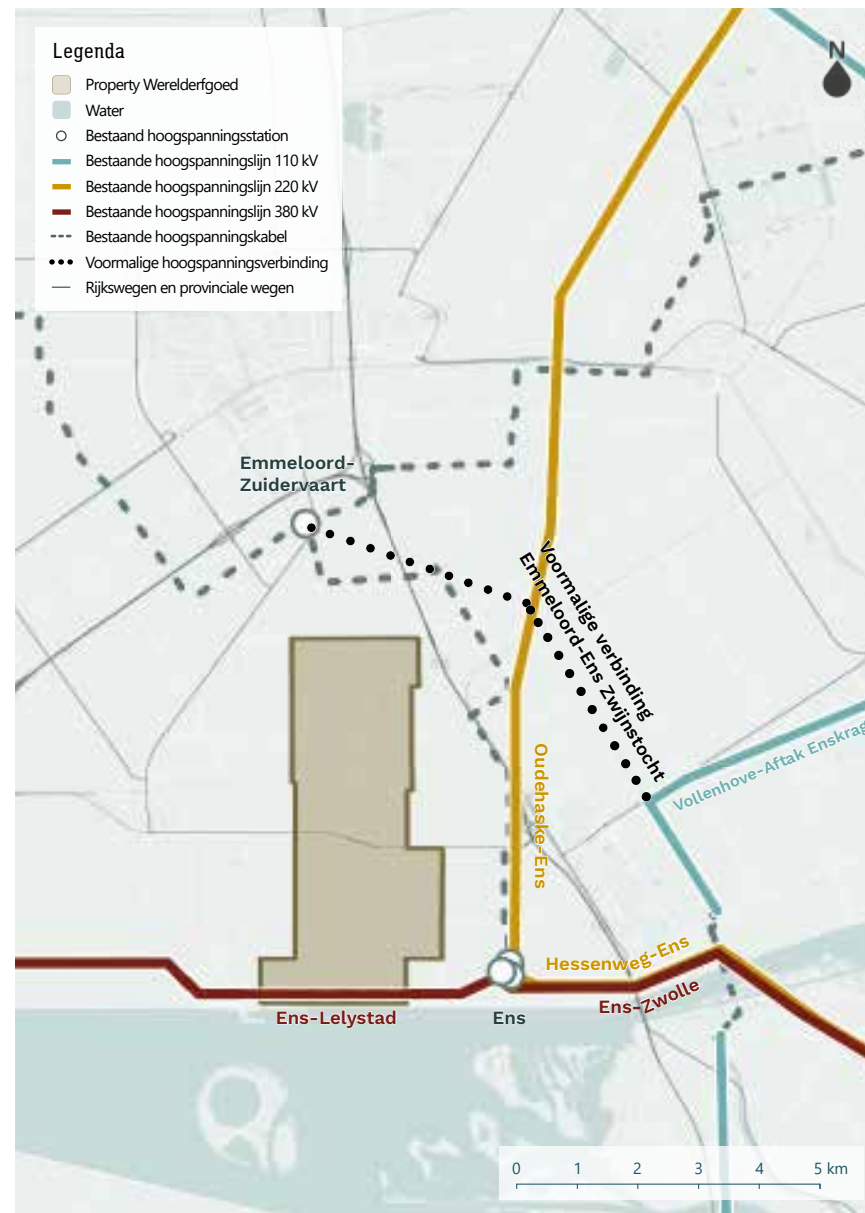 Legenda
Property Werelderfgoed
Water
Bestaand hoogspanningsstation
Bestaande hoogspanningslijn 110 kV
Bestaande hoogspanningslijn 220 kV
Bestaande hoogspanningslijn 380 kV
Bestaande hoogspanningskabel
Voormalige hoogspanningsverbinding
Rijkswegen en provinciale wegen
N
Emmeloord-
Zuidervaart
Voormalige verbinding
Emmeloord-Ens Zwijnstocht
Vollenhove-Aftak Enskrag
Oudehaske-Ens
Hessenweg-Ens
Ens-Zwolle
Ens-Lelystad
Ens
0 1 2 3 4 5 km